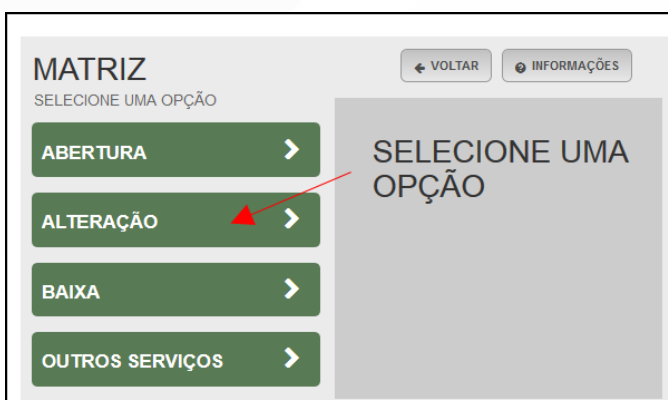 MATRIZ
SELECIONE UMA OPÇÃO
ABERTURA
ALTERAÇÃO
BAIXA
OUTROS SERVIÇOS
VOLTAR
INFORMAÇÕES
SELECIONE UMA
OPÇÃO